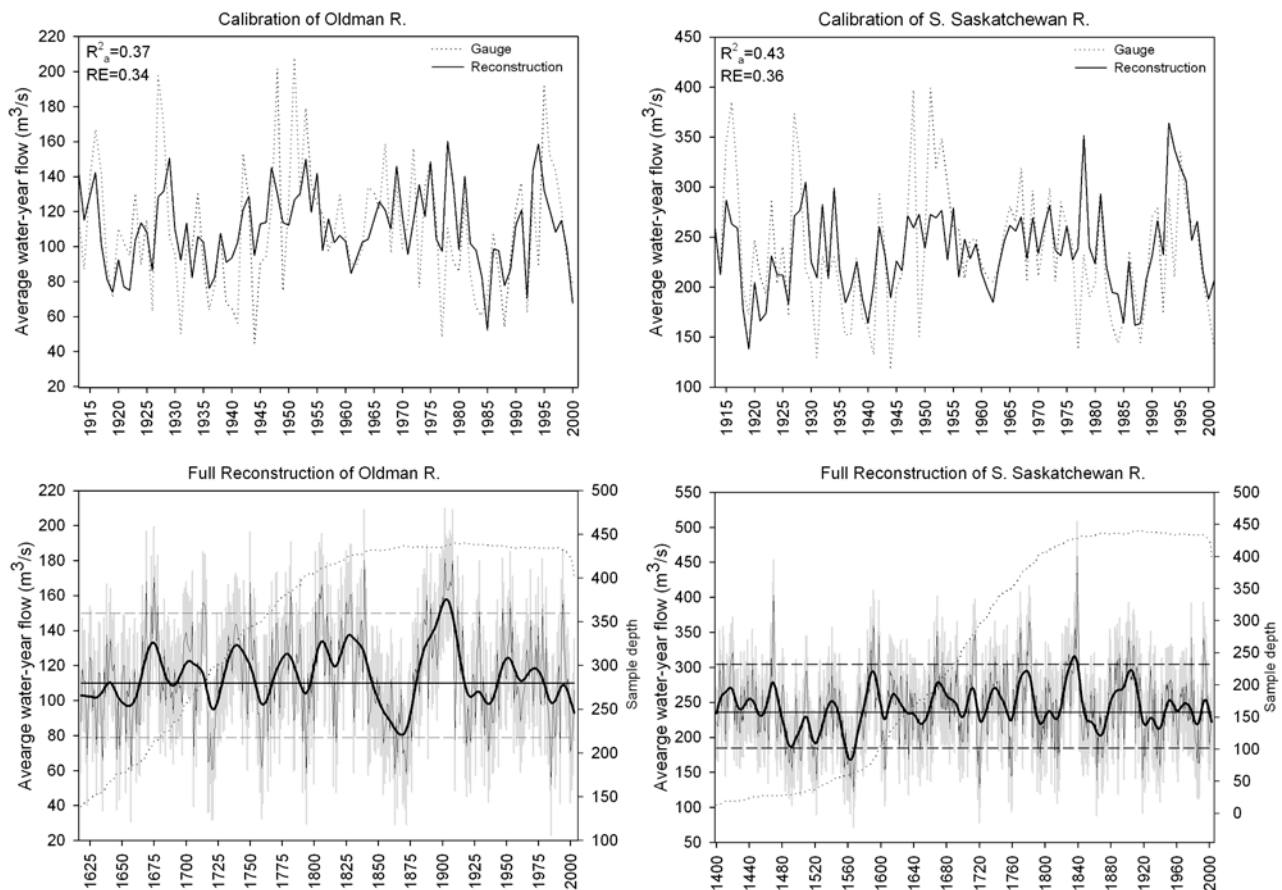 Calibration of Oldman R.
R²ₐ=0.37
RE=0.34
Gauge
Reconstruction
Average water-year flow (m³/s)
220
200
180
160
140
120
100
80
60
40
20
1915 1920 1925 1930 1935 1940 1945 1950 1955 1960 1965 1970 1975 1980 1985 1990 1995 2000
Calibration of S. Saskatchewan R.
R²ₐ=0.43
RE=0.36
Gauge
Reconstruction
Average water-year flow (m³/s)
450
400
350
300
250
200
150
100
1915 1920 1925 1930 1935 1940 1945 1950 1955 1960 1965 1970 1975 1980 1985 1990 1995 2000
Full Reconstruction of Oldman R.
Avearge water-year flow (m³/s)
220
200
180
160
140
120
100
80
60
40
20
500
450
400
350
300
250
200
150
100
Sample depth
1625 1650 1675 1700 1725 1750 1775 1800 1825 1850 1875 1900 1925 1950 1975 2000
Full Reconstruction of S. Saskatchewan R.
Avearge water-year flow (m³/s)
550
500
450
400
350
300
250
200
150
100
50
500
450
400
350
300
250
200
150
100
50
0
Sample depth
1400 1440 1480 1520 1560 1600 1640 1680 1720 1760 1800 1840 1880 1920 1960 2000